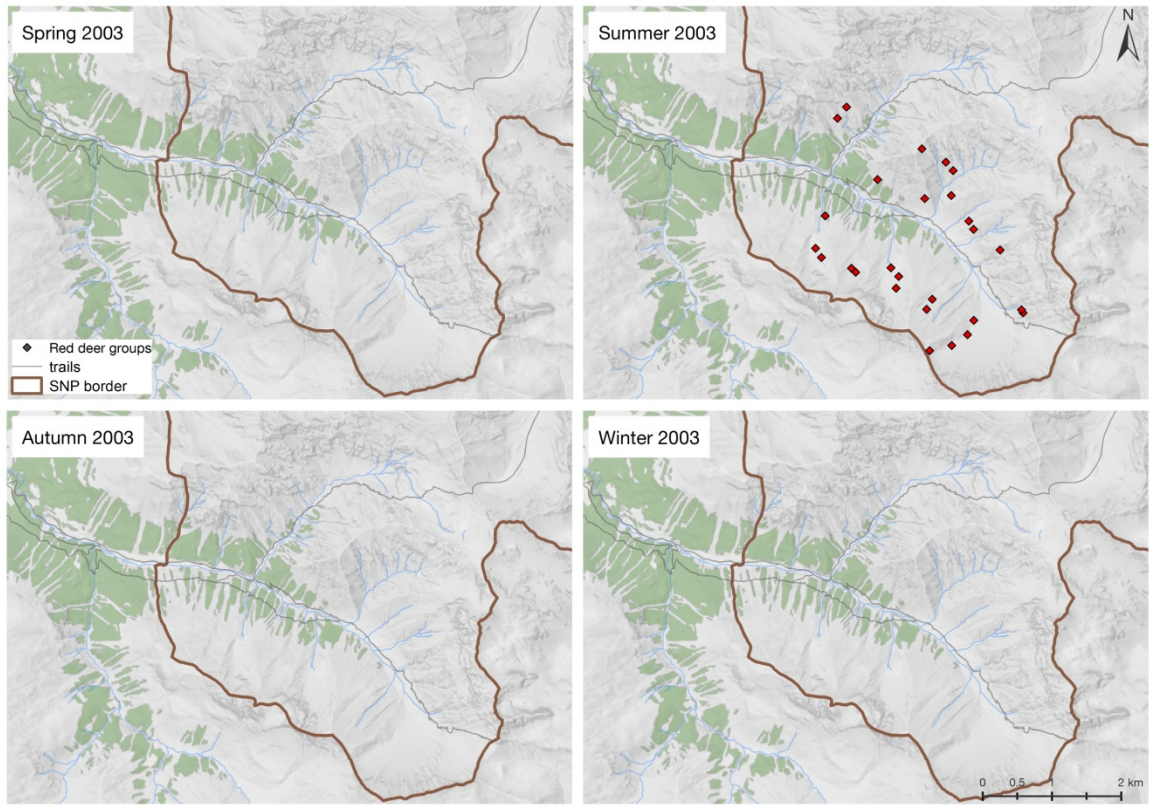 Spring 2003
Summer 2003
N
Red deer groups
trails
SNP border
Autumn 2003
Winter 2003
0 0.5 1 2 km